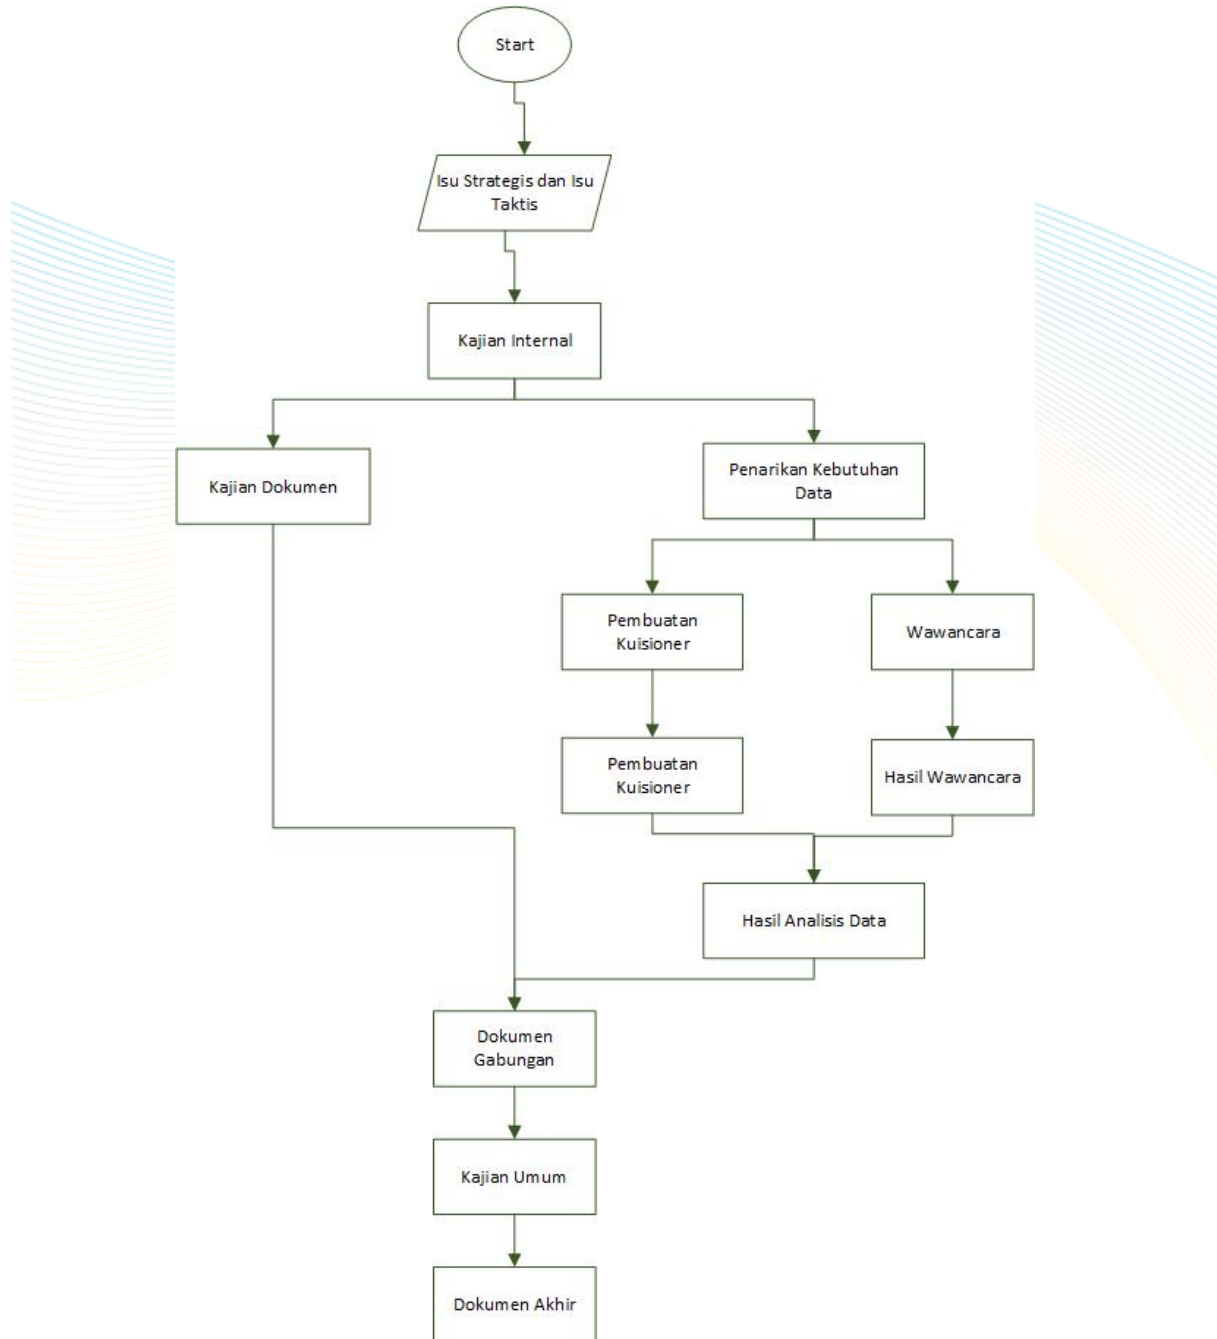 Start
Isu Strategis dan Isu
Taktis
Kajian Internal
Kajian Dokumen
Penarikan Kebutuhan
Data
Pembuatan
Kuisioner
Wawancara
Pembuatan
Kuisioner
Hasil Wawancara
Hasil Analisis Data
Dokumen
Gabungan
Kajian Umum
Dokumen Akhir